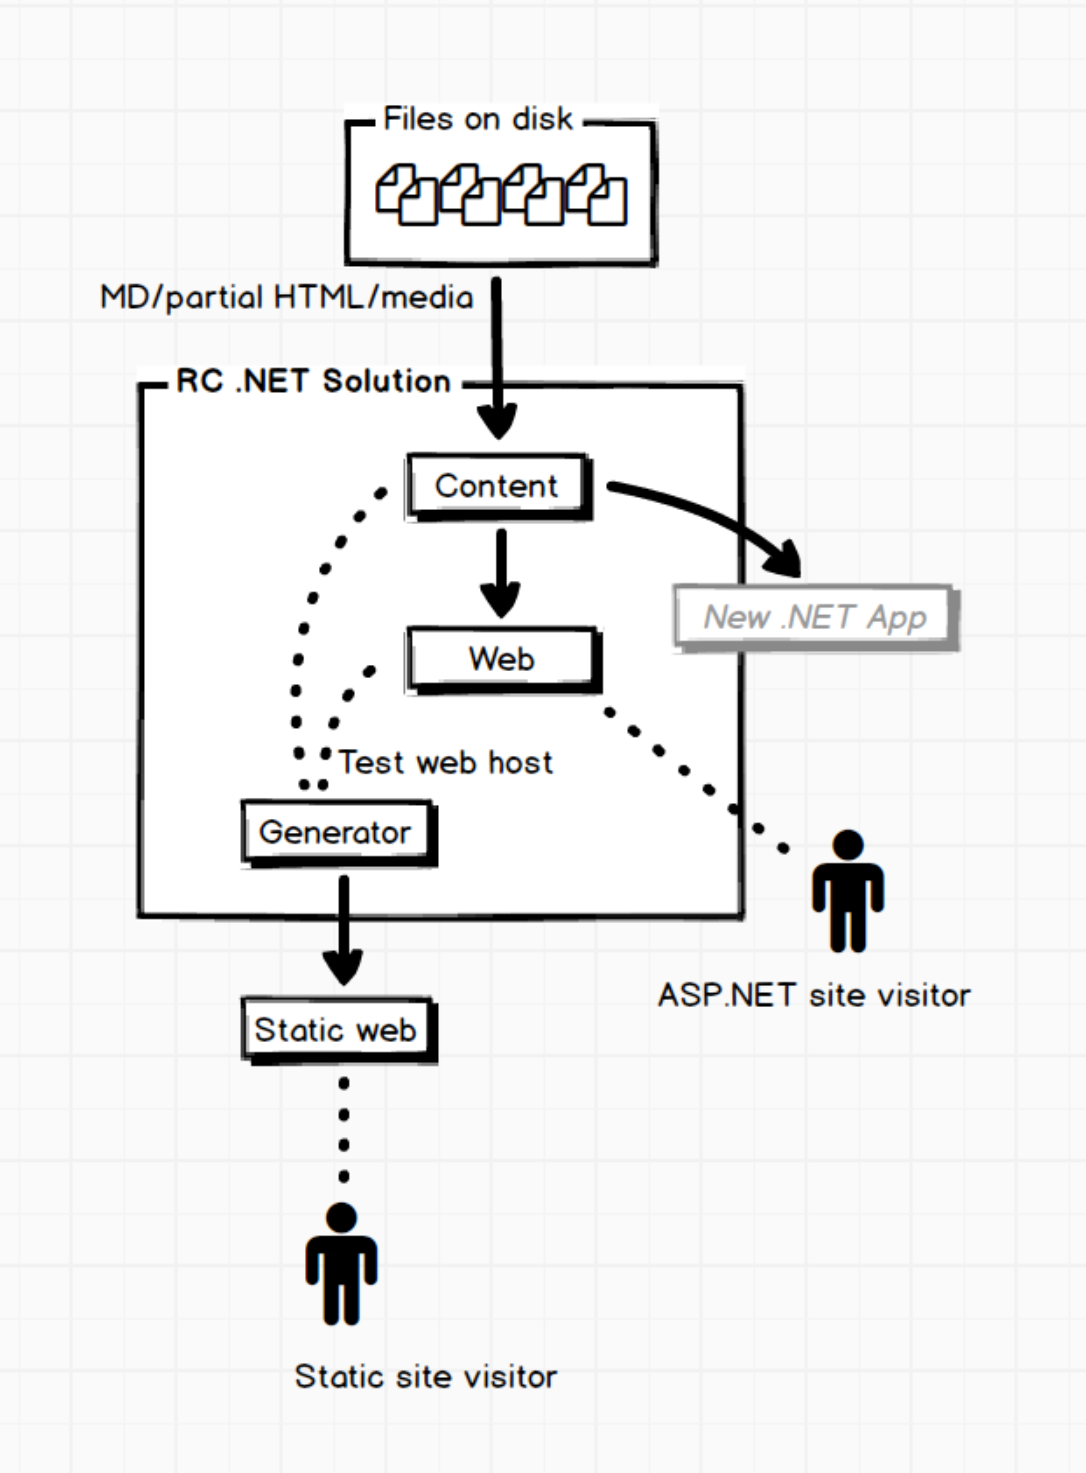 Files on disk
MD/partial HTML/media
RC .NET Solution
Content
New .NET App
Web
Test web host
Generator
ASP.NET site visitor
Static web
Static site visitor